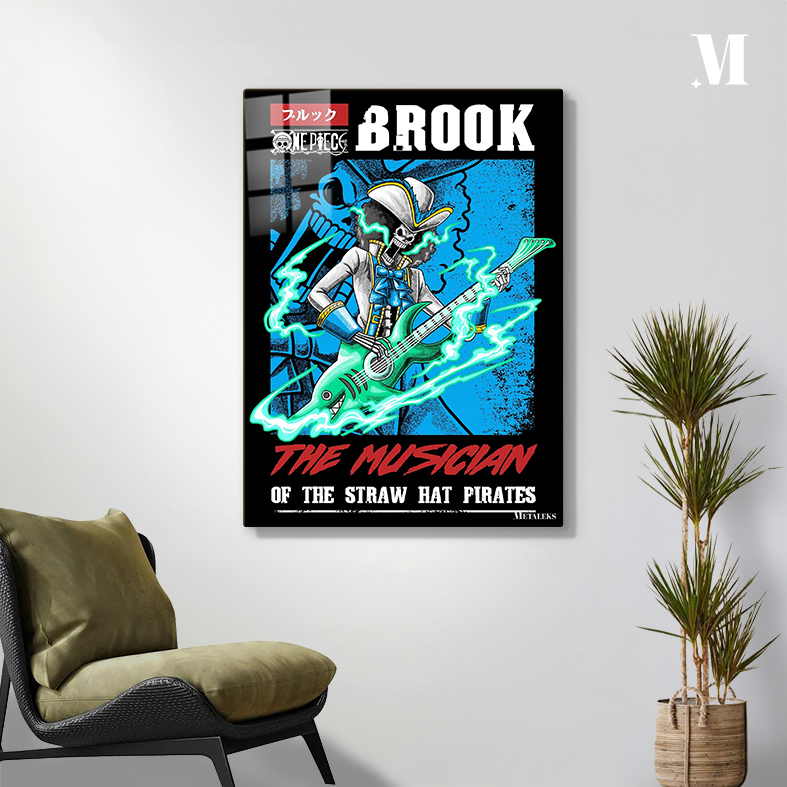 M
ブルック
ONE PIECE
BROOK
THE MUSICIAN
OF THE STRAW HAT PIRATES
METALEKS